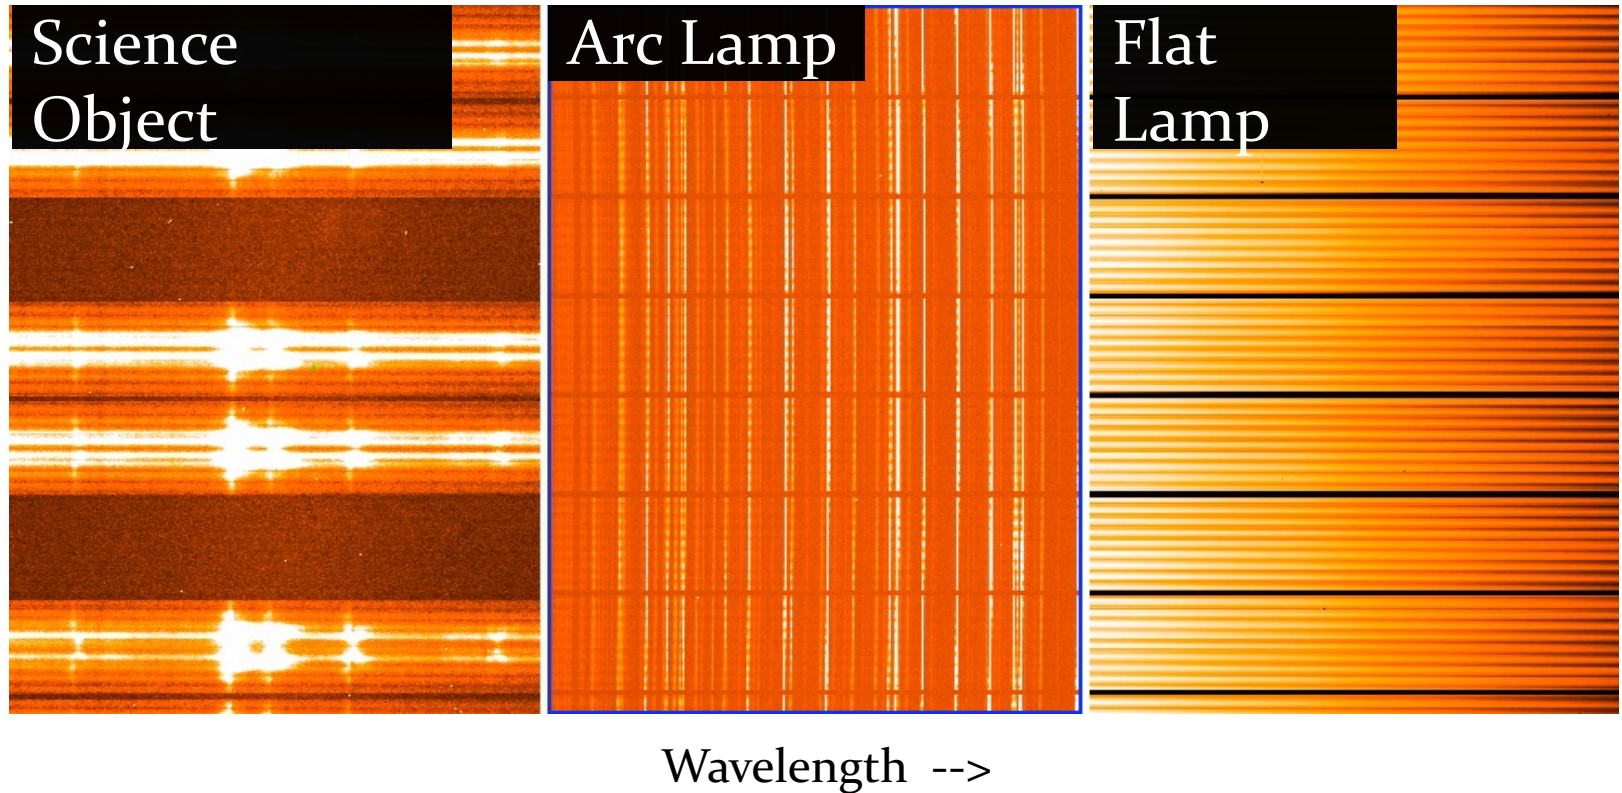 Science
Object
Arc Lamp
Flat
Lamp
Wavelength -->